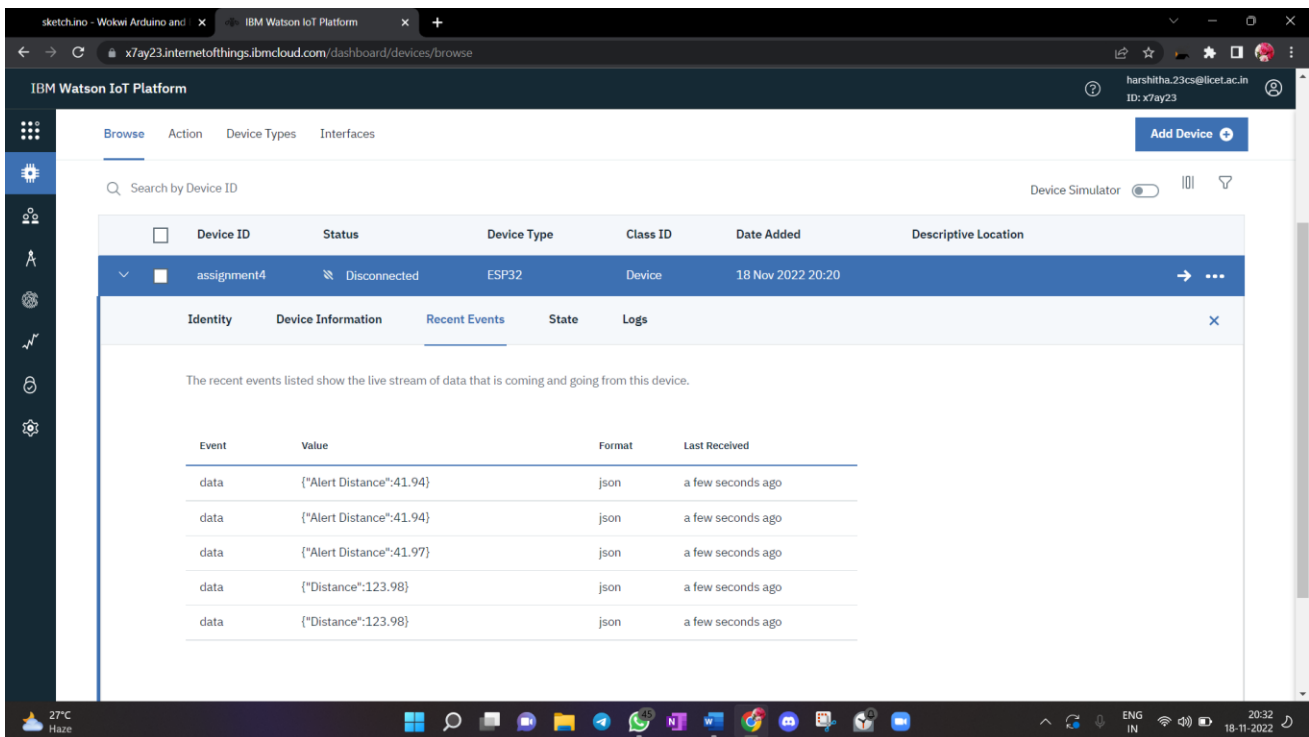 sketch.ino - Wokwi Arduino and
IBM Watson IoT Platform
x7ay23.internetofthings.ibmcloud.com/dashboard/devices/browse
IBM Watson IoT Platform
harshitha.23cs@licet.ac.in
ID: x7ay23
Browse Action Device Types Interfaces
Add Device
Search by Device ID
Device Simulator
Device ID Status Device Type Class ID Date Added Descriptive Location
assignment4 Disconnected ESP32 Device 18 Nov 2022 20:20
Identity Device Information Recent Events State Logs
The recent events listed show the live stream of data that is coming and going from this device.
Event Value Format Last Received
data {"Alert Distance":41.94} json a few seconds ago
data {"Alert Distance":41.94} json a few seconds ago
data {"Alert Distance":41.97} json a few seconds ago
data {"Distance":123.98} json a few seconds ago
data {"Distance":123.98} json a few seconds ago
27°C
Haze
45
ENG
IN
20:32
18-11-2022